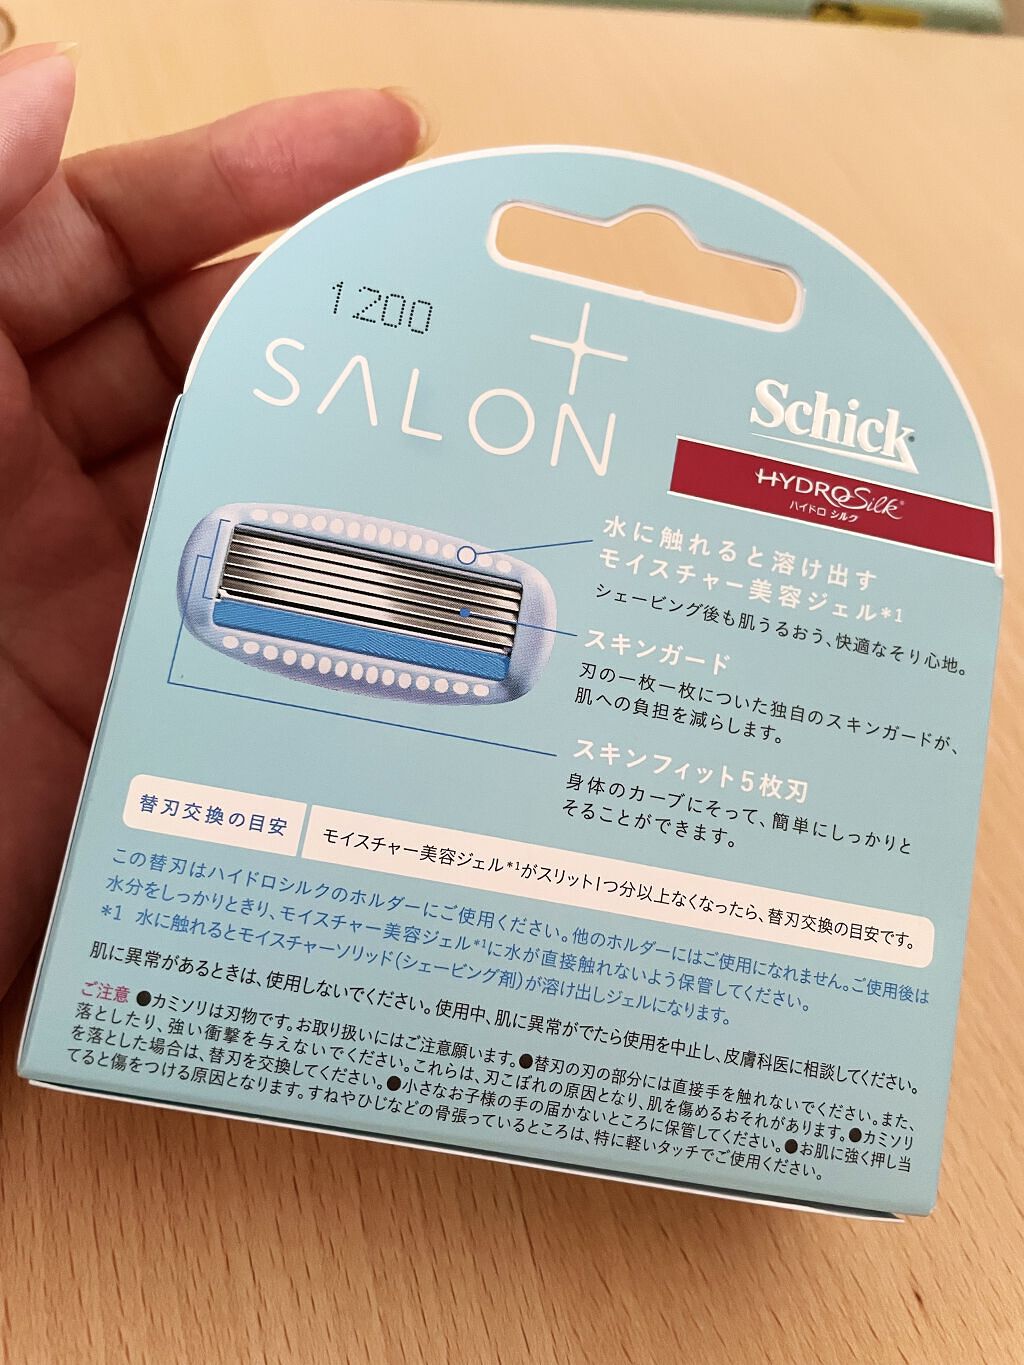 1200
SALON
Schick
HYDRO Silk
ハイドロ シルク
水に触れると溶け出す
モイスチャー美容ジェル*1
シェービング後も肌うるおう、快適なそり心地。
スキンガード
刃の一枚一枚についた独自のスキンガードが、
肌への負担を減らします。
スキンフィット5枚刃
身体のカーブにそって、簡単にしっかりと
そることができます。
替刃交換の目安
モイスチャー美容ジェル*1がスリット1つ分以上なくなったら、替刃交換の目安です。
この替刃はハイドロシルクのホルダーにご使用ください。他のホルダーにはご使用になれません。ご使用後は
水分をしっかりときり、モイスチャー美容ジェル*1に水が直接触れないよう保管してください。
*1 水に触れるとモイスチャーソリッド(シェービング剤)が溶け出しジェルになります。
肌に異常があるときは、使用しないでください。使用中、肌に異常がでたら使用を中止し、皮膚科医に相談してください。
ご注意 ●カミソリは刃物です。お取り扱いにはご注意願います。●替刃の刃の部分には直接手を触れないでください。また、
落としたり、強い衝撃を与えないでください。これらは、刃こぼれの原因となり、肌を傷めるおそれがあります。●カミソリ
を落とした場合は、替刃を交換してください。●小さなお子様の手の届かないところに保管してください。●お肌に強く押し当
てると傷をつける原因となります。すねやひじなどの骨張っているところは、特に軽いタッチでご使用ください。